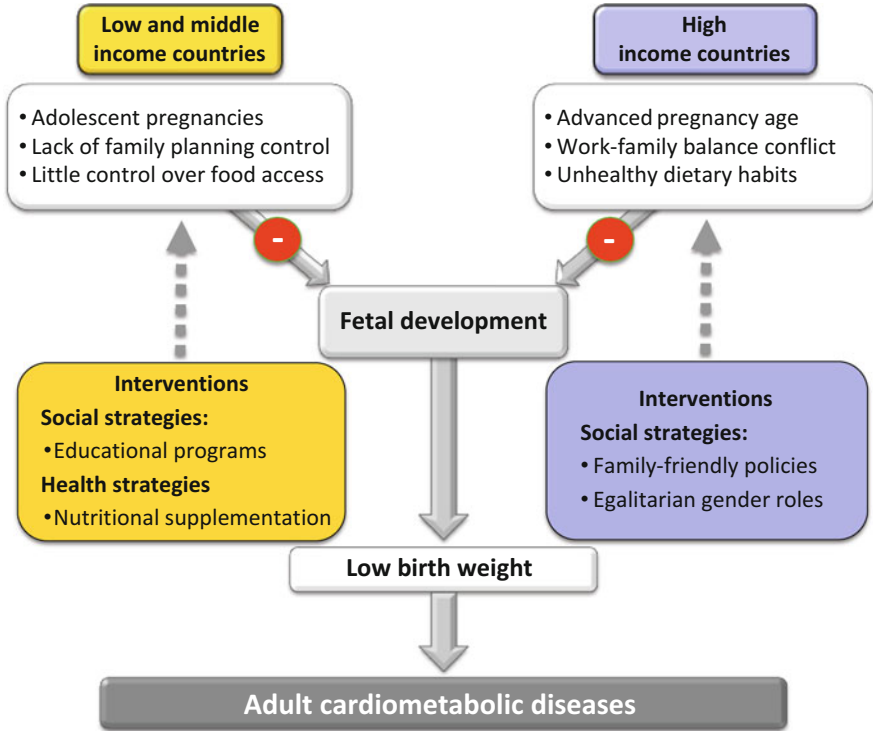 Low and middle
income countries
• Adolescent pregnancies
• Lack of family planning control
• Little control over food access
High
income countries
• Advanced pregnancy age
• Work-family balance conflict
• Unhealthy dietary habits
-
-
Fetal development
Interventions
Social strategies:
•Educational programs
Health strategies
•Nutritional supplementation
Interventions
Social strategies:
• Family-friendly policies
• Egalitarian gender roles
Low birth weight
Adult cardiometabolic diseases